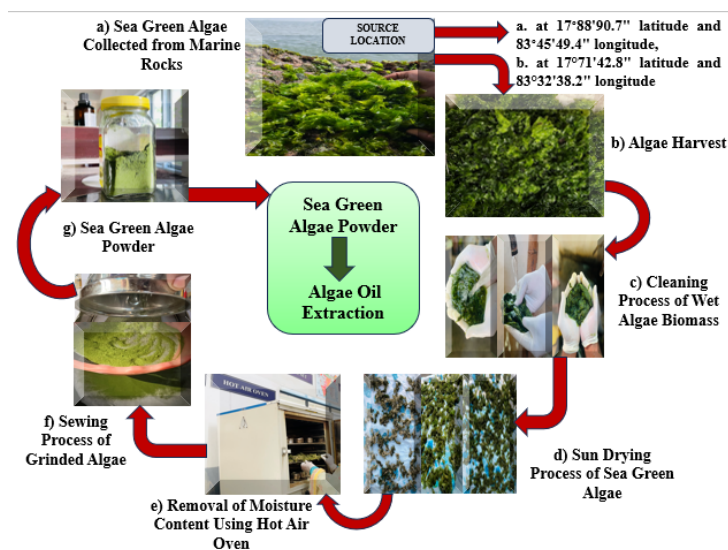 a) Sea Green Algae
Collected from Marine
Rocks
SOURCE
LOCATION
a. at 17°88'90.7" latitude and
83°45'49.4" longitude,
b. at 17°71'42.8" latitude and
83°32'38.2" longitude
b) Algae Harvest
c) Cleaning
Process of Wet
Algae Biomass
d) Sun Drying
Process of Sea Green
Algae
HOT AIR OVEN
e) Removal of Moisture
Content Using Hot Air
Oven
f) Sewing
Process of
Grinded Algae
g) Sea Green Algae
Powder
Sea Green
Algae Powder
Algae Oil
Extraction